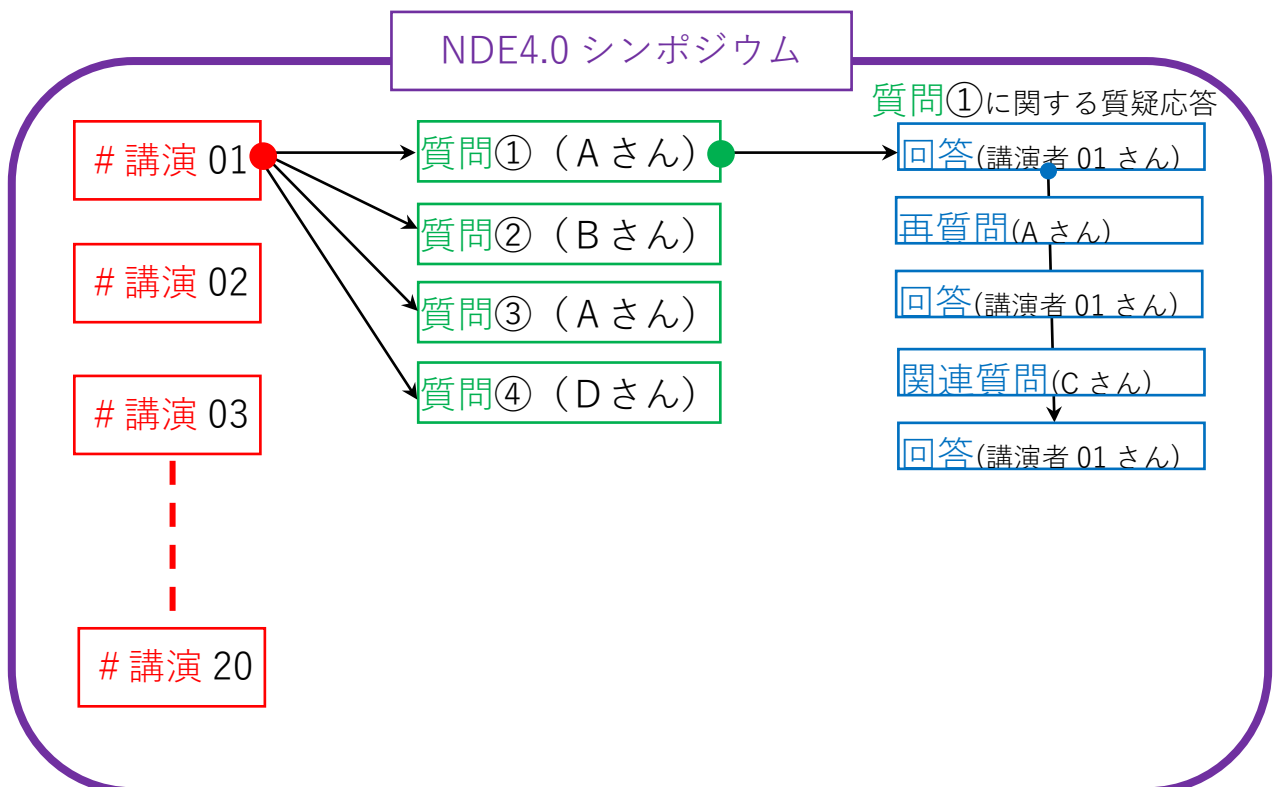 NDE4.0 シンポジウム
# 講演 01
# 講演 02
# 講演 03
# 講演 20
質問①（A さん）
質問②（B さん）
質問③（A さん）
質問④（D さん）
質問①に関する質疑応答
回答(講演者 01 さん)
再質問(A さん)
回答(講演者 01 さん)
関連質問(C さん)
回答(講演者 01 さん)